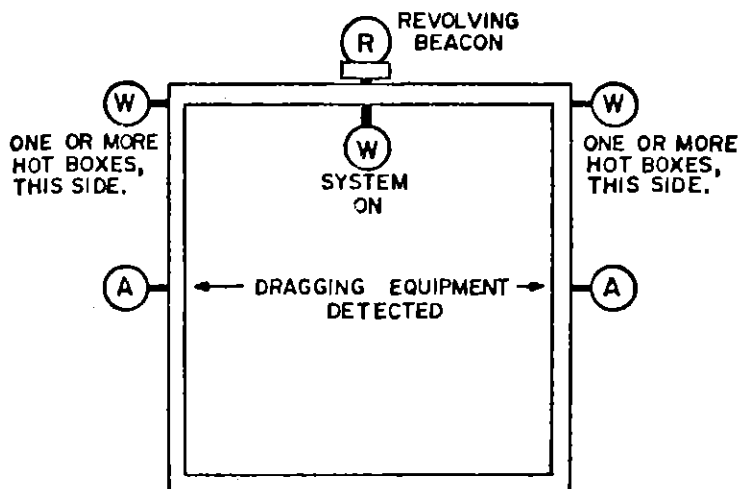 R
REVOLVING
BEACON
W
ONE OR MORE
HOT BOXES,
THIS SIDE.
W
SYSTEM
ON
W
ONE OR MORE
HOT BOXES,
THIS SIDE.
A
DRAGGING EQUIPMENT
DETECTED
A